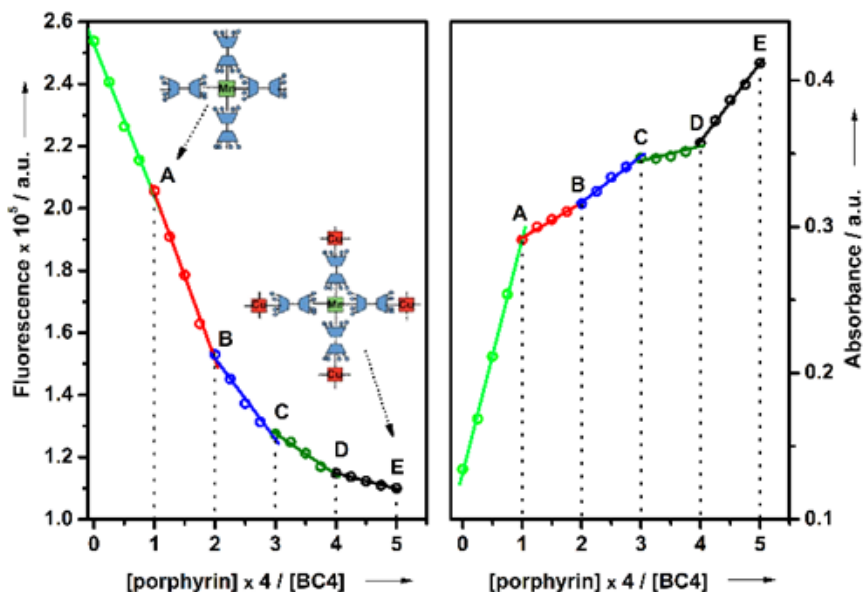 2.6
2.4
2.2
2.0
1.8
1.6
1.4
1.2
1.0
Fluorescence x 10⁵ / a.u.
0 1 2 3 4 5
[porphyrin] x 4 / [BC4]
Mn
A
B
C
D
E
Cu
Cu Mn Cu
Cu
A
B
C
D
E
0.4
0.3
0.2
0.1
Absorbance / a.u.
0 1 2 3 4 5
[porphyrin] x 4 / [BC4]